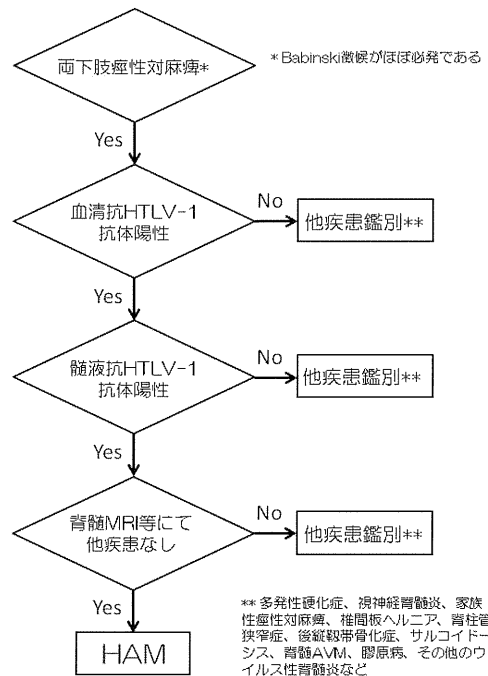 両下肢痙性対麻痺*
*Babinski徴候がほぼ必発である
Yes
血清抗HTLV-1
抗体陽性
No
他疾患鑑別**
Yes
髄液抗HTLV-1
抗体陽性
No
他疾患鑑別**
Yes
脊髄MRI等にて
他疾患なし
No
他疾患鑑別**
Yes
HAM
** 多発性硬化症、視神経脊髄炎、家族
性痙性対麻痺、椎間板ヘルニア、脊柱管
狭窄症、後縦靱帯骨化症、サルコイドー
シス、脊髄AVM、膠原病、その他のウ
イルス性脊髄炎など